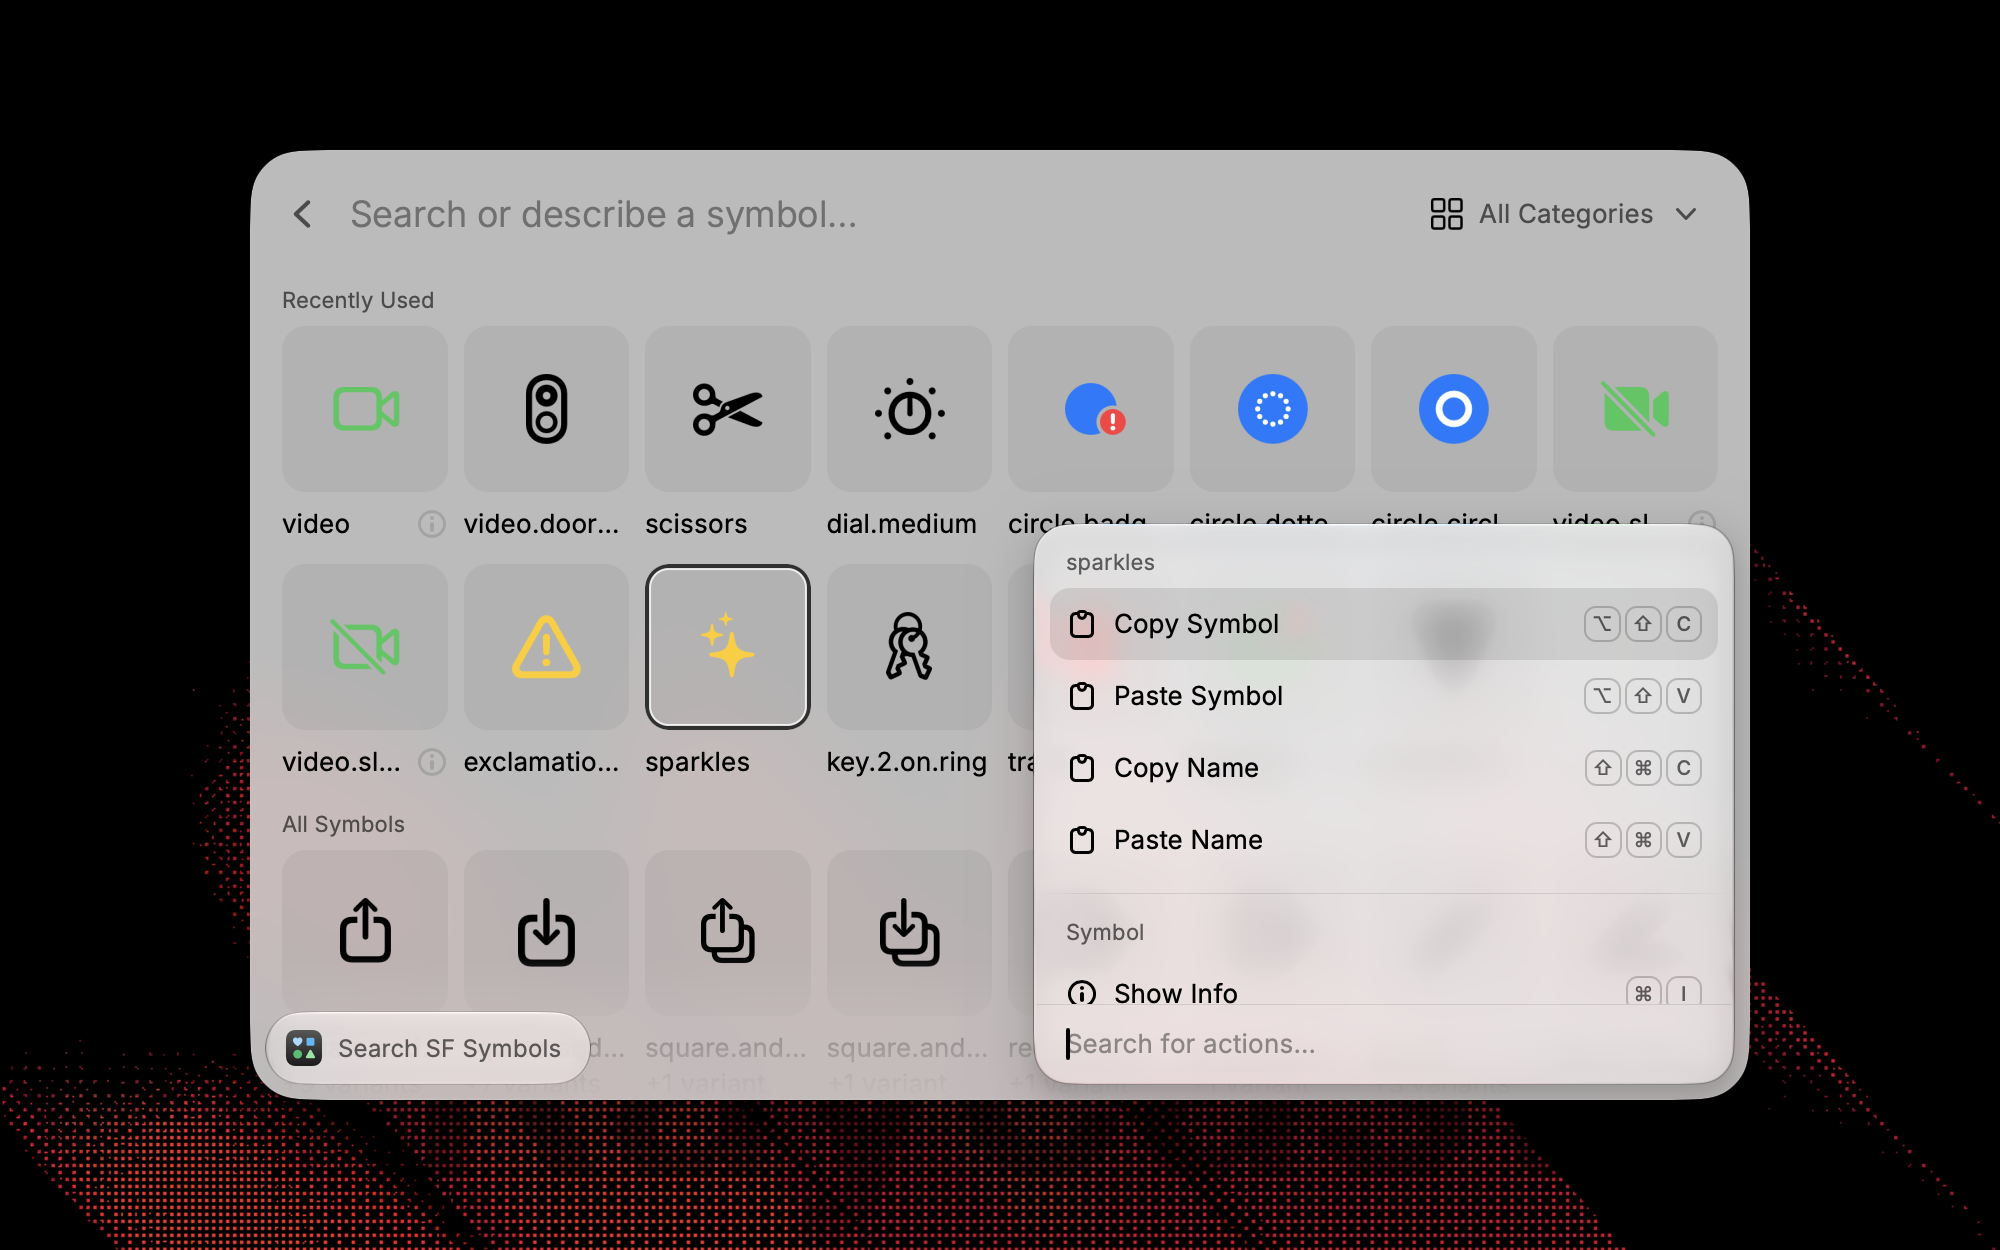 Search or describe a symbol...
All Categories
Recently Used
video
video.door...
scissors
dial.medium
video.sl...
exclamatio...
sparkles
key.2.on.ring
All Symbols
square.and...
square.and...
+1 variant
+1 variant
Search SF Symbols
sparkles
Copy Symbol ⌥ ⇧ C
Paste Symbol ⌥ ⇧ V
Copy Name ⇧ ⌘ C
Paste Name ⇧ ⌘ V
Symbol
Show Info ⌘ I
Search for actions...